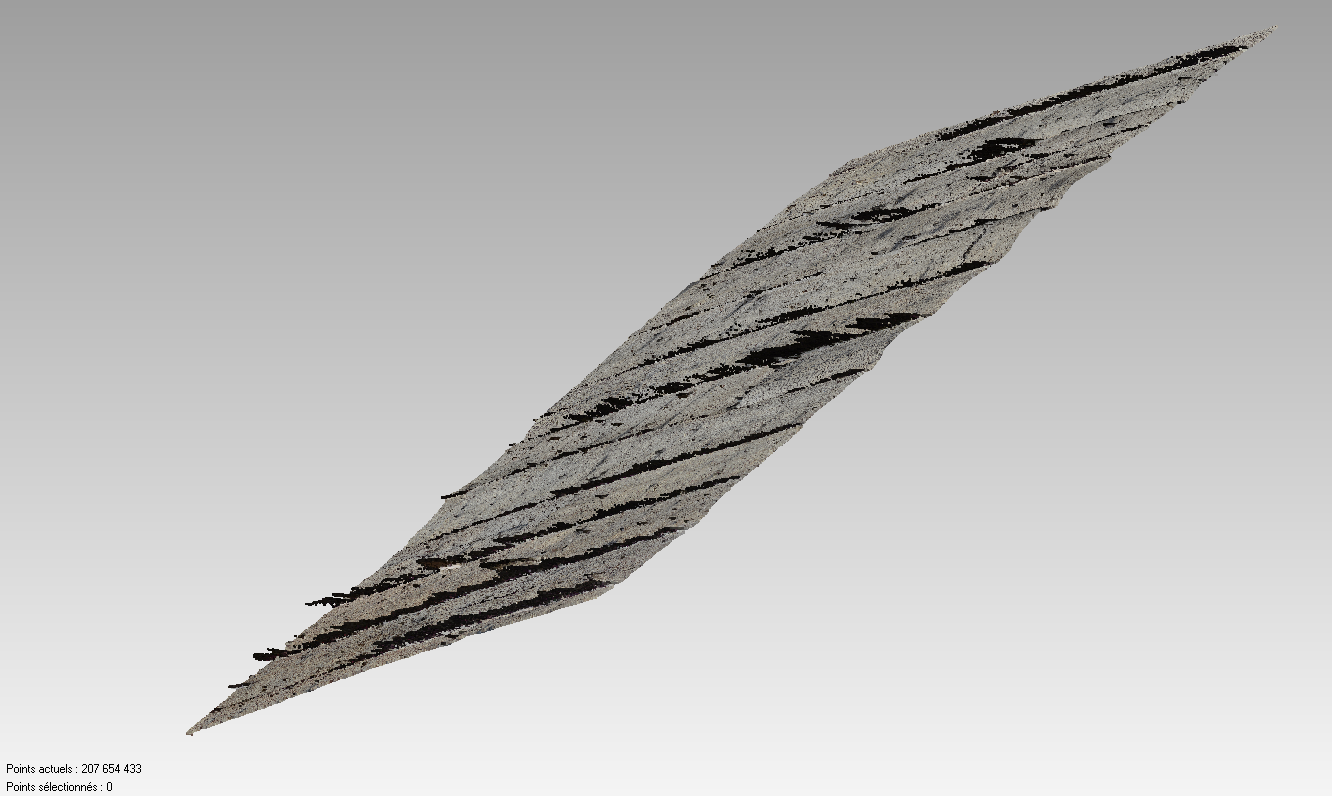 Points actuels : 207 654 433
Points sélectionnés : 0